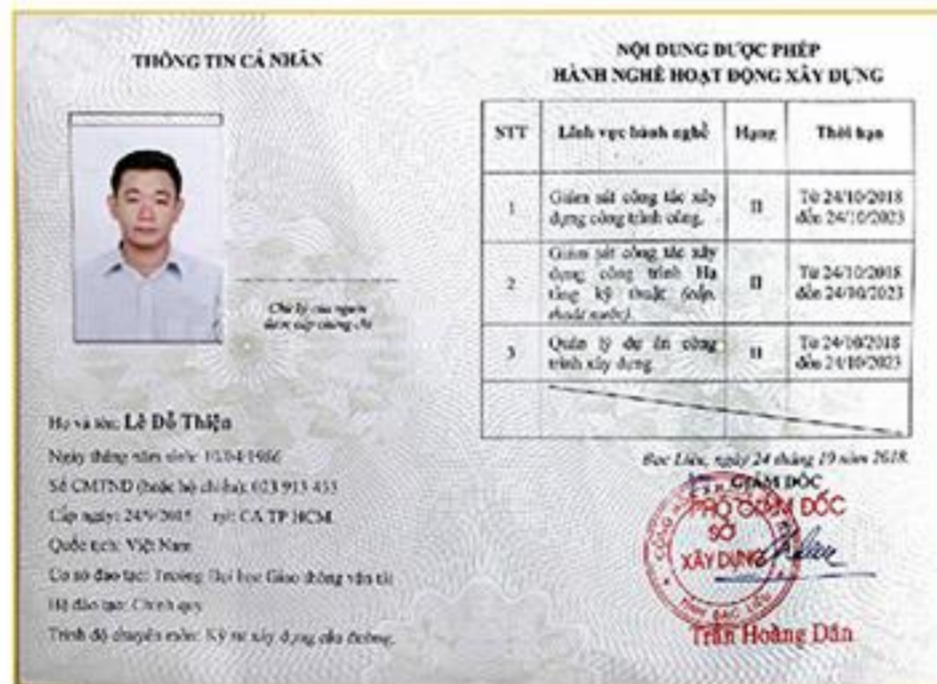 THÔNG TIN CÁ NHÂN
Chữ ký của người
được cấp chứng chỉ
Họ và tên: Lê Đỗ Thiện
Ngày tháng năm sinh: 10/04/1986
Số CMTND (hoặc hộ chiếu): 023 913 433
Cấp ngày: 24/9/2015 tại: CA TP HCM
Quốc tịch: Việt Nam
Cơ sở đào tạo: Trường Đại học Giao thông vận tải
Hệ đào tạo: Chính quy
Trình độ chuyên môn: Kỹ sư xây dựng cầu đường.
NỘI DUNG ĐƯỢC PHÉP
HÀNH NGHỀ HOẠT ĐỘNG XÂY DỰNG
STT Lĩnh vực hành nghề Hạng Thời hạn
1 Giám sát công tác xây dựng công trình cảng. II Từ 24/10/2018 đến 24/10/2023
2 Giám sát công tác xây dựng công trình Hạ tầng kỹ thuật (cấp, thoát nước). II Từ 24/10/2018 đến 24/10/2023
3 Quản lý dự án công trình xây dựng II Từ 24/10/2018 đến 24/10/2023
Bạc Liêu, ngày 24 tháng 10 năm 2018.
GIÁM ĐỐC
PHÓ GIÁM ĐỐC
SỞ
XÂY DỰNG
TỈNH BẠC LIÊU
Trần Hoàng Dân